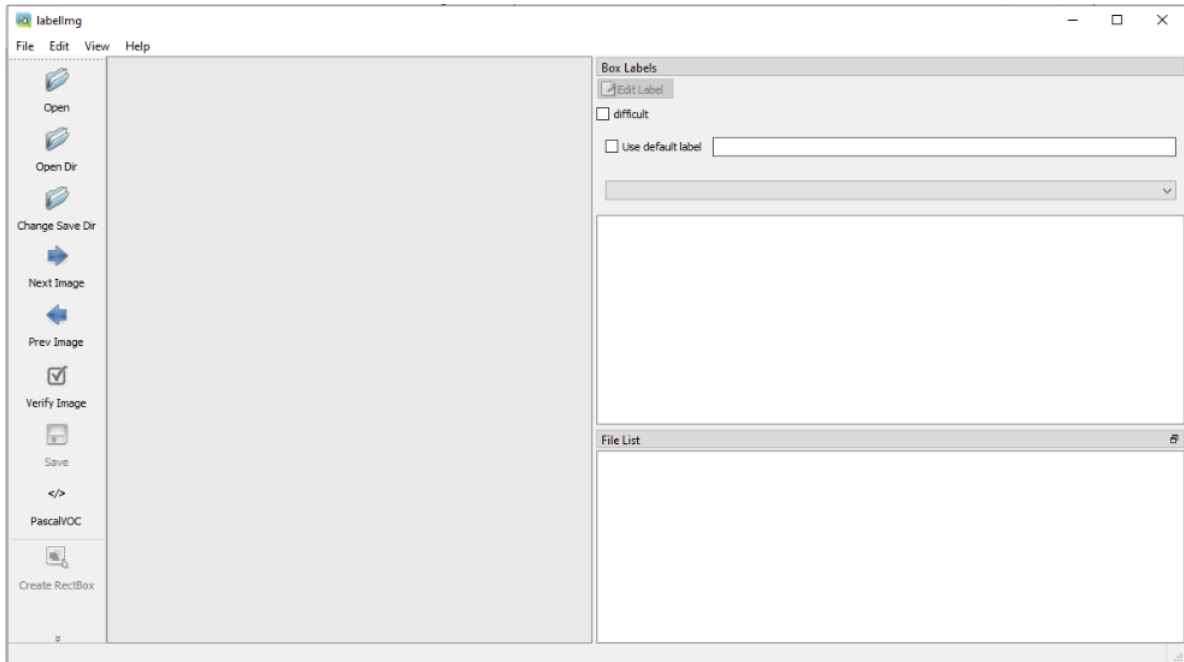 labelImg
File Edit View Help
Open
Open Dir
Change Save Dir
Next Image
Prev Image
Verify Image
Save
</>
PascalVOC
Create RectBox
Box Labels
Edit Label
difficult
Use default label
File List